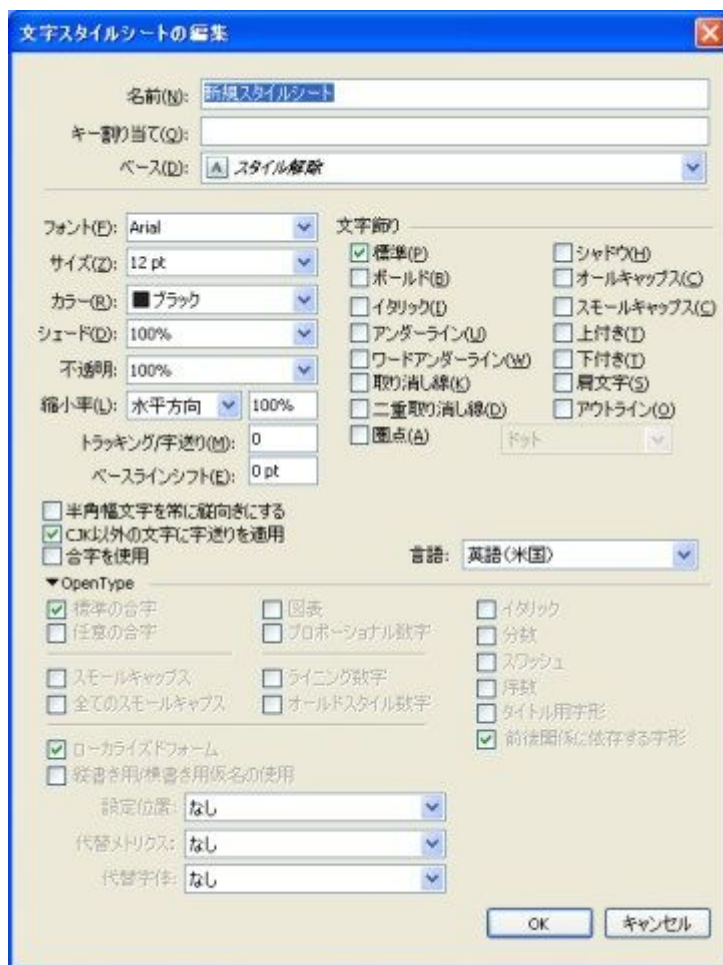 文字スタイルシートの編集
名前(N): 新規スタイルシート
キー割り当て(Q):
ベース(D): A スタイル解除
フォント(F): Arial
サイズ(Z): 12 pt
カラー(R): ブラック
シェード(D): 100%
不透明: 100%
縮小率(L): 水平方向 100%
トラッキング/字送り(M): 0
ベースラインシフト(E): 0 pt
文字飾り
標準(P) シャドウ(H)
ボールド(B) オールキャップス(C)
イタリック(I) スモールキャップス(C)
アンダーライン(U) 上付き(T)
ワードアンダーライン(W) 下付き(T)
取り消し線(K) 肩文字(S)
二重取り消し線(D) アウトライン(O)
圏点(A) ドット
半角幅文字を常に縦向きにする
CJK以外の文字に字送りを適用
合字を使用 言語: 英語(米国)
▼OpenType
標準の合字 図表 イタリック
任意の合字 プロポーショナル数字 分数
スワッシュ
スモールキャップス ライニング数字 序数
全てのスモールキャプス オールドスタイル数字 タイトル用字形
ローカライズドフォーム 前後関係に依存する字形
縦書き用/横書き用仮名の使用
設定位置: なし
代替メトリクス: なし
代替字体: なし
OK キャンセル